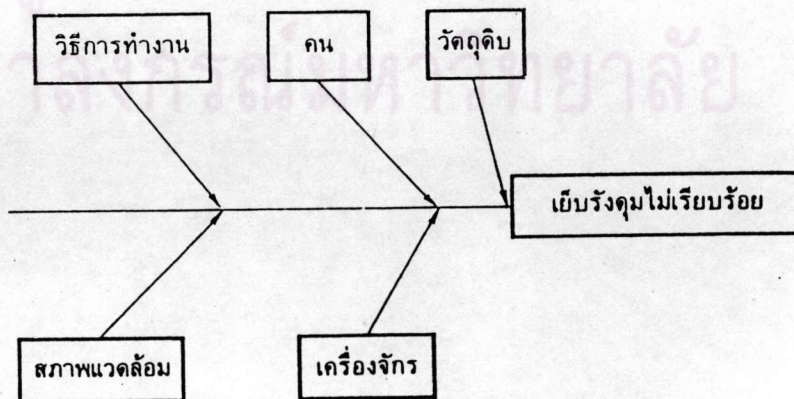 วิธีการทำงาน
คน
วัตถุดิบ
เย็บรังดุมไม่เรียบร้อย
สภาพแวดล้อม
เครื่องจักร